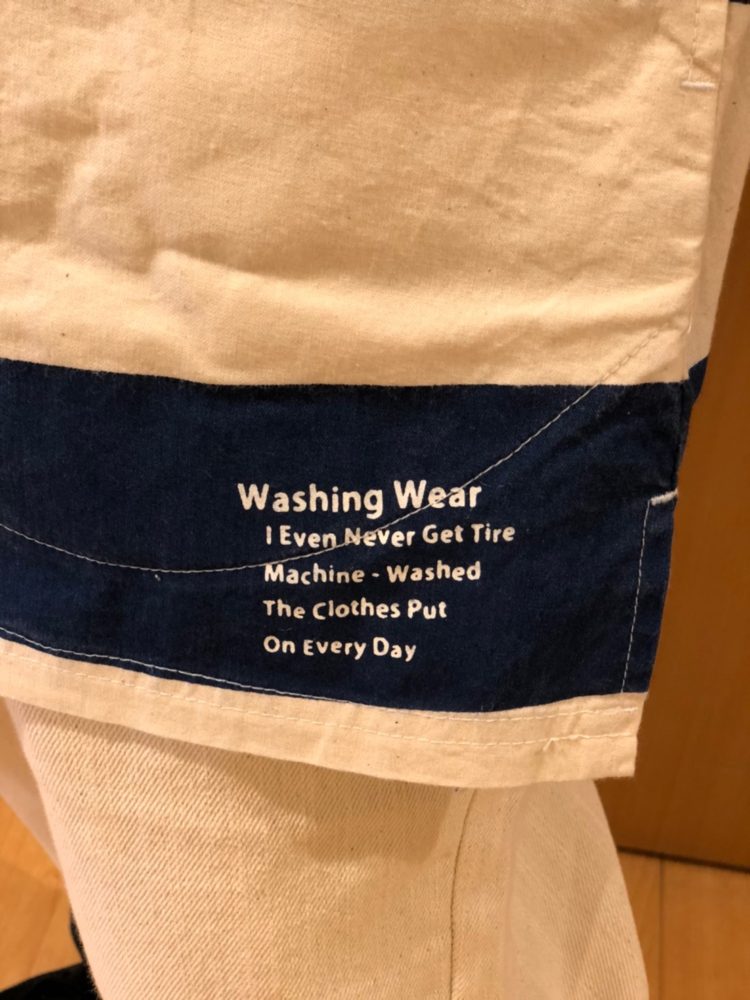 Washing Wear
I Even Never Get Tire
Machine - Washed
The Clothes Put
On Every Day